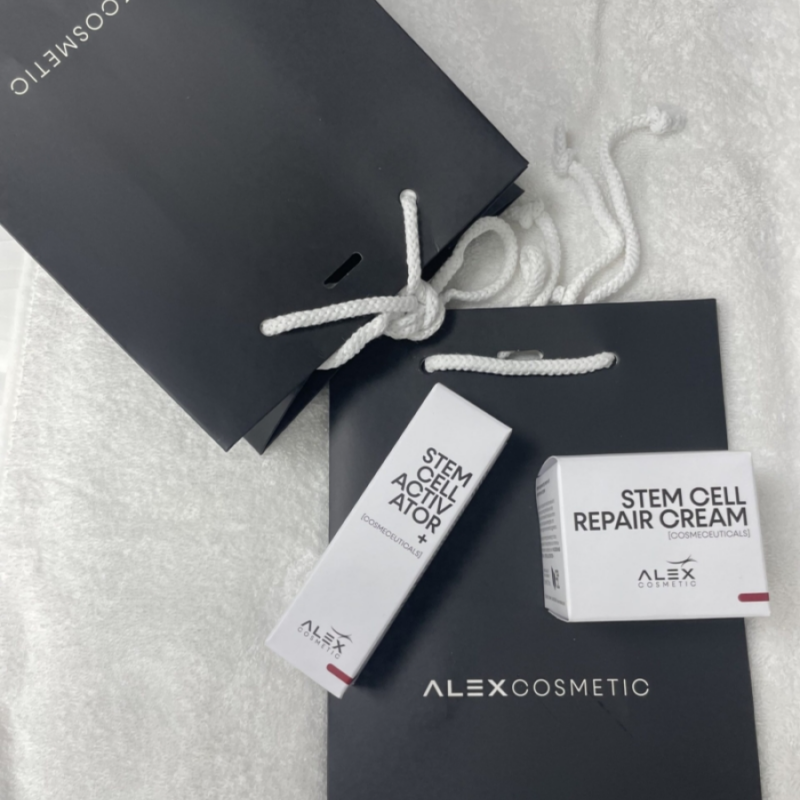 COSMETIC
STEM
CELL
ACTIV
ATOR
+
[COSMECEUTICALS]
ALEX
COSMETIC
STEM CELL
REPAIR CREAM
[COSMECEUTICALS]
ALEX
COSMETIC
ALEXCOSMETIC